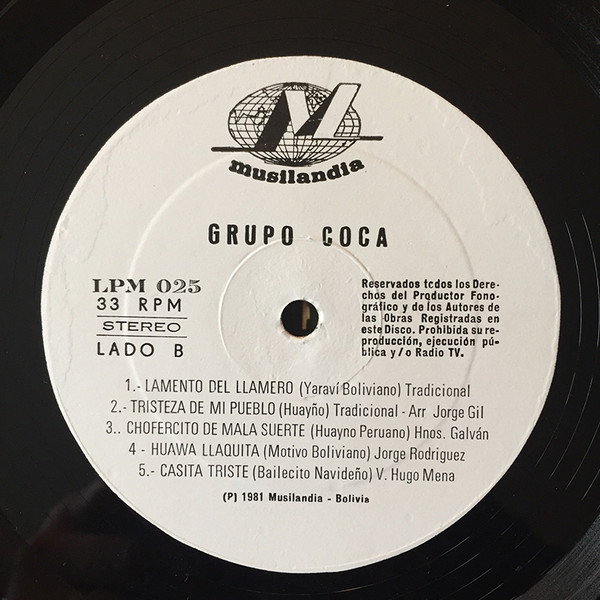 M
musilandia
GRUPO COCA
LPM 025
33 RPM
STEREO
LADO B
Reservados tcdos los Dere-
chos del Productor Fono-
gráfico y de los Autores de
las Obras Registradas en
este Disco. Prohibida su re-
producción, ejecución pú-
blica y/o Radio TV.
1.- LAMENTO DEL LLAMERO (Yaraví Boliviano) Tradicional
2.- TRISTEZA DE MI PUEBLO (Huayño) Tradicional - Arr Jorge Gil
3.. CHOFERCITO DE MALA SUERTE (Huayno Peruano) Hnos. Galván
4 - HUAWA LLAQUITA (Motivo Boliviano) Jorge Rodriguez
5.- CASITA TRISTE (Bailecito Navideño) V. Hugo Mena
(P) 1981 Musilandia - Bolivia